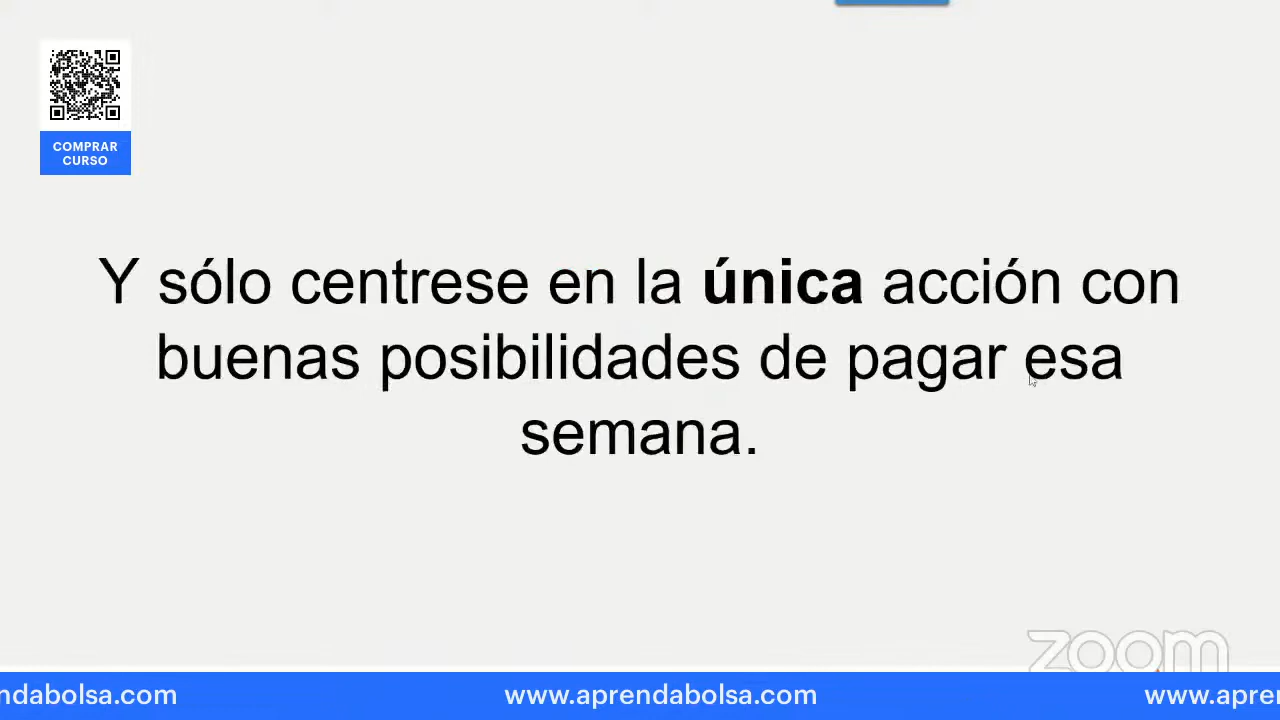 COMPRAR
CURSO
Y sólo centrese en la única acción con
buenas posibilidades de pagar esa
semana.
zoom
ndabolsa.com www.aprendabolsa.com www.apren